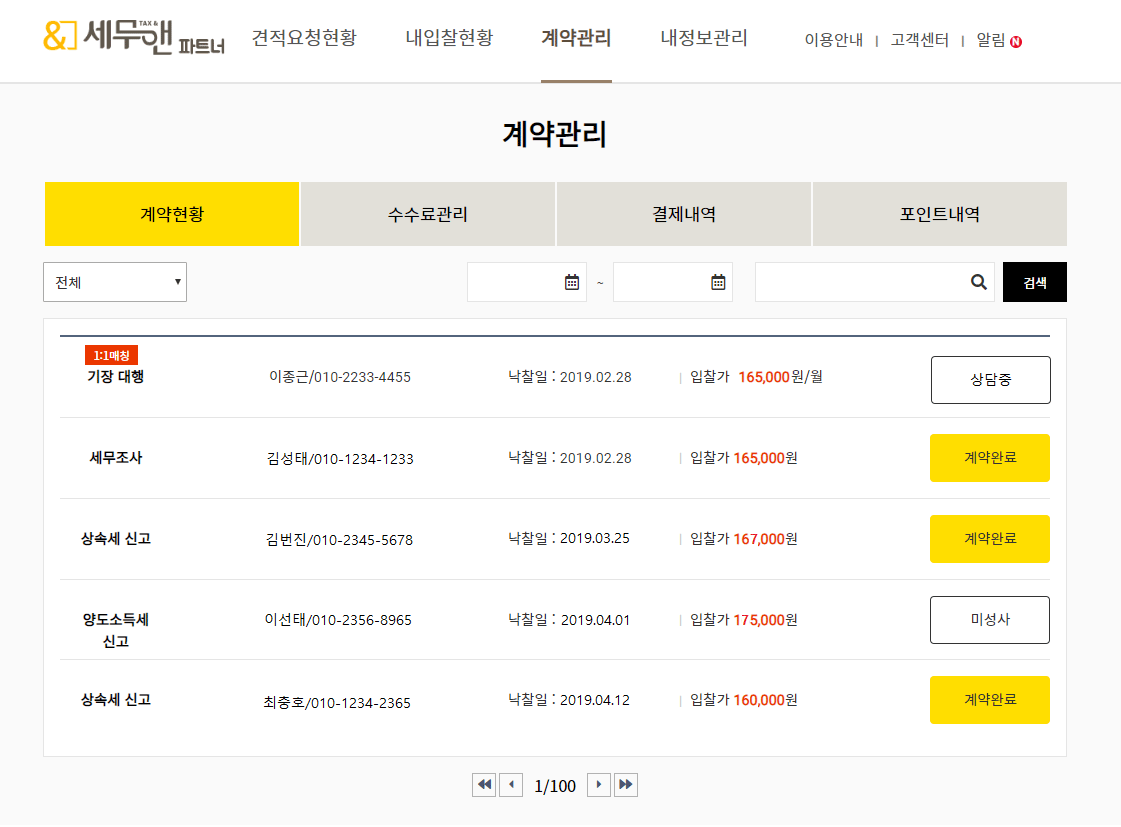 세무TAX &앤 파트너 견적요청현황 내입찰현황 계약관리 내정보관리 이용안내 | 고객센터 | 알림 N
계약관리
계약현황 수수료관리 결제내역 포인트내역
전체 ~ 검색
1:1매칭
기장 대행 이종근/010-2233-4455 낙찰일 : 2019.02.28 | 입찰가 165,000원/월 상담중
세무조사 김성태/010-1234-1233 낙찰일 : 2019.02.28 | 입찰가 165,000원 계약완료
상속세 신고 김번진/010-2345-5678 낙찰일 : 2019.03.25 | 입찰가 167,000원 계약완료
양도소득세 이선태/010-2356-8965 낙찰일 : 2019.04.01 | 입찰가 175,000원 미성사
신고
상속세 신고 최충호/010-1234-2365 낙찰일 : 2019.04.12 | 입찰가 160,000원 계약완료
1/100